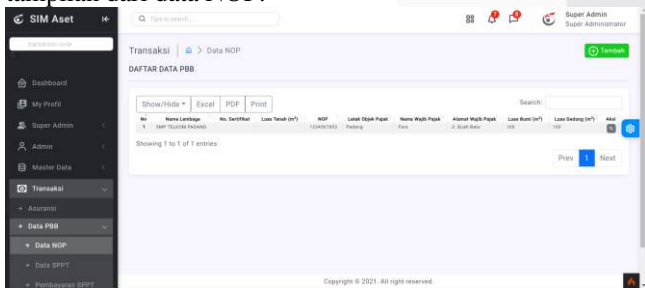 tampilan dari data NOP.
SIM Aset
Type to search...
7
Super Admin
Super Administrator
Transaksi
Data NOP
Tambah
DAFTAR DATA PBB
Dashboard
My Profil
Super Admin
Admin
Master Data
Transaksi
Asuransi
Data PBB
Data NOP
Data SPPT
Pembayaran SPPT
Show/Hide Excel PDF Print
Search:
No Nama Lembaga No. Sertifikat Luas Tanah (m²) NOP Letak Objek Pajak Nama Wajib Pajak Alamat Wajib Pajak Luas Bumi (m²) Luas Gedung (m²) Aksi
1 SMP TELKOM PADANG Padang Fara Jl. Buah Batu 100 100
Showing 1 to 1 of 1 entries
Prev 1 Next
Copyright © 2021. All right reserved.